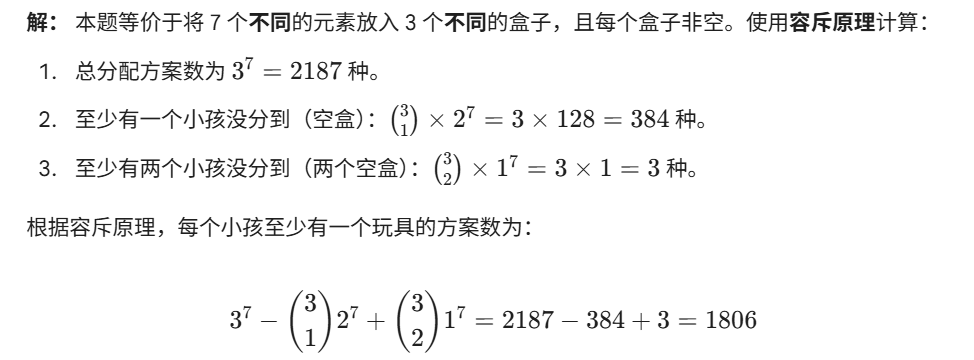 解： 本题等价于将 7 个不同的元素放入 3 个不同的盒子，且每个盒子非空。使用容斥原理计算：
1. 总分配方案数为 3^7 = 2187 种。
2. 至少有一个小孩没分到（空盒）：\binom{3}{1} × 2^7 = 3 × 128 = 384 种。
3. 至少有两个小孩没分到（两个空盒）：\binom{3}{2} × 1^7 = 3 × 1 = 3 种。
根据容斥原理，每个小孩至少有一个玩具的方案数为：
3^7 − \binom{3}{1} 2^7 + \binom{3}{2} 1^7 = 2187 − 384 + 3 = 1806